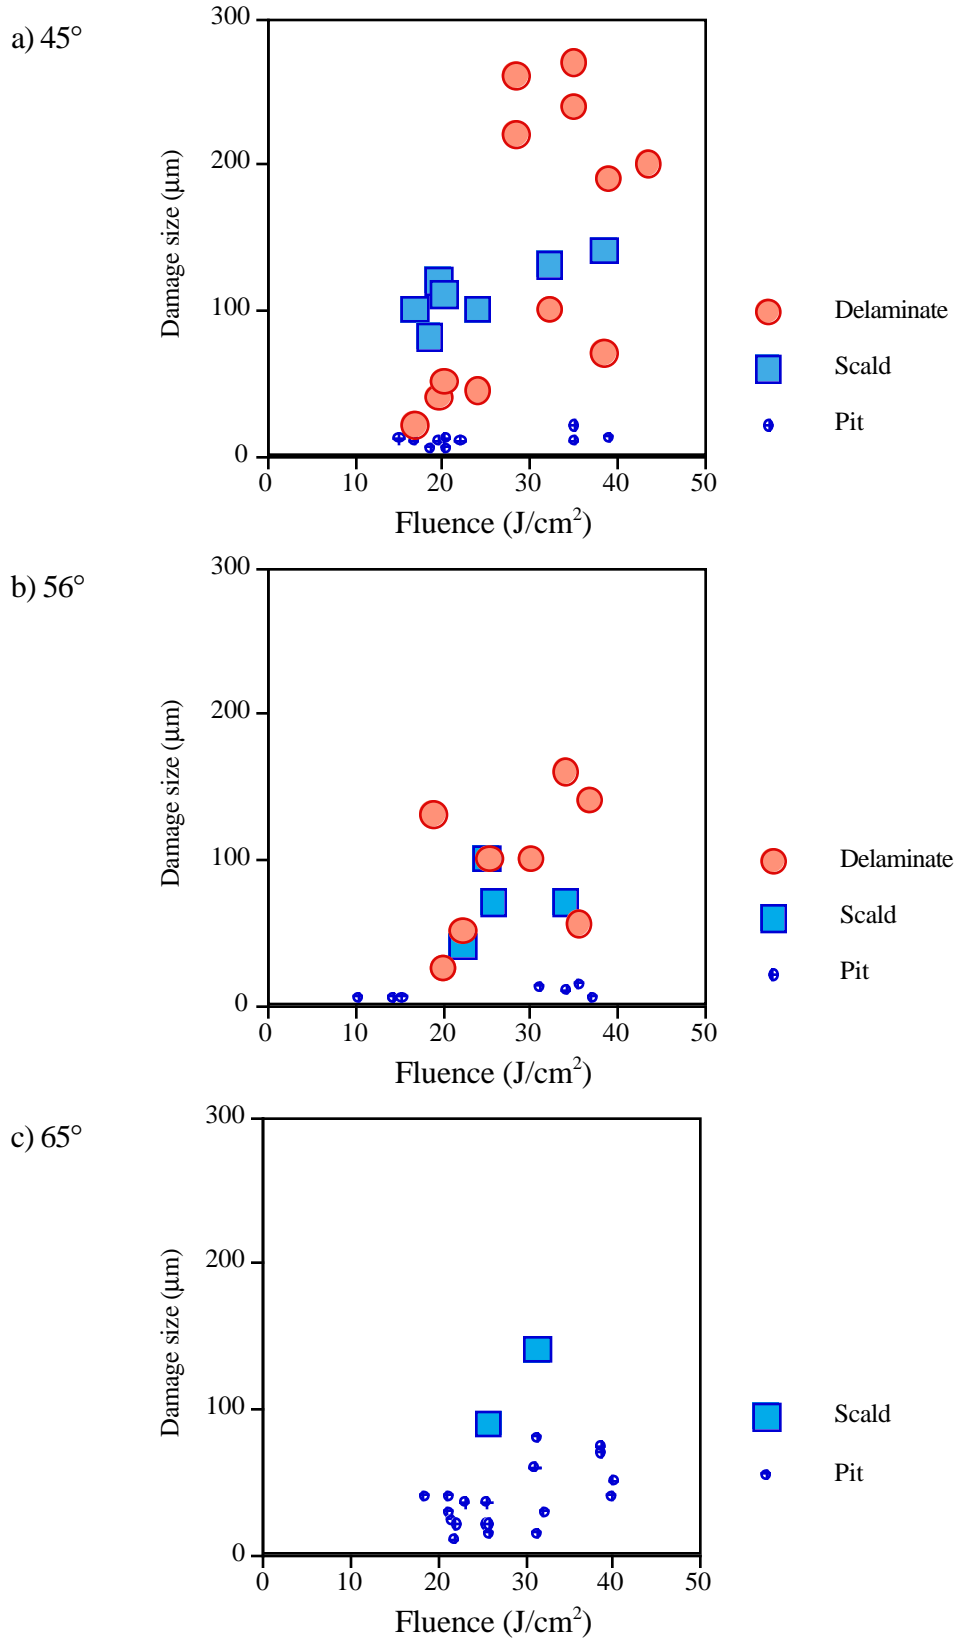 a) 45°
300
200
100
0
Damage size (μm)
0 10 20 30 40 50
Fluence (J/cm²)
Delaminate
Scald
Pit
b) 56°
300
200
100
0
Damage size (μm)
0 10 20 30 40 50
Fluence (J/cm²)
Delaminate
Scald
Pit
c) 65°
300
200
100
0
Damage size (μm)
0 10 20 30 40 50
Fluence (J/cm²)
Scald
Pit